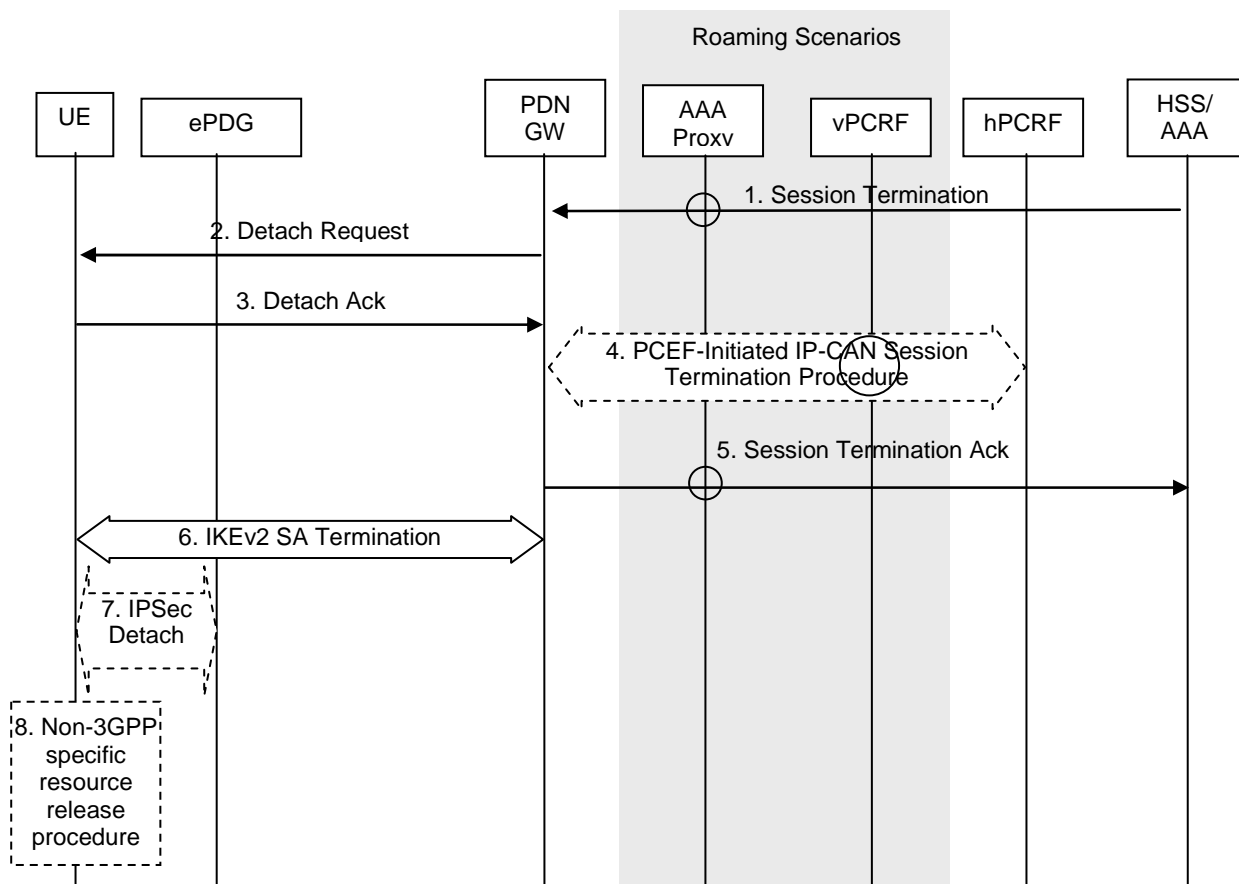 Roaming Scenarios
UE
ePDG
PDN
GW
AAA
Proxy
vPCRF
hPCRF
HSS/
AAA
1. Session Termination
2. Detach Request
3. Detach Ack
4. PCEF-Initiated IP-CAN Session
Termination Procedure
5. Session Termination Ack
6. IKEv2 SA Termination
7. IPSec
Detach
8. Non-3GPP
specific
resource
release
procedure